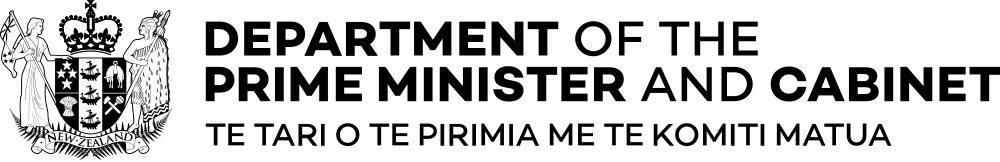 DEPARTMENT OF THE
PRIME MINISTER AND CABINET
TE TARI O TE PIRIMIA ME TE KOMITI MATUA
NEW ZEALAND